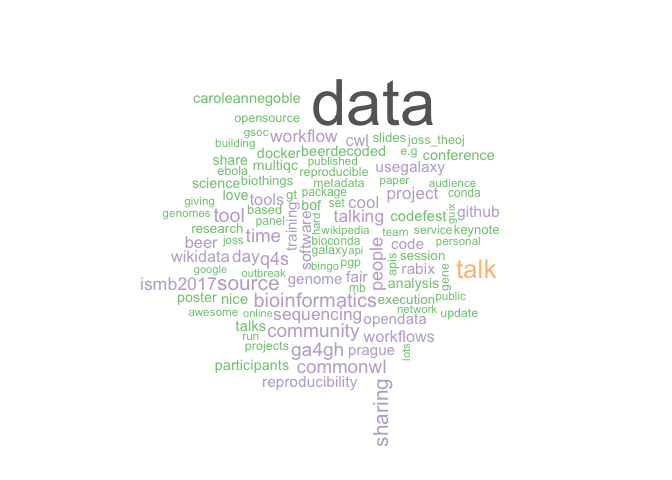 data
caroleannegoble
opensource
gsoc
workflow
cwl
slides
joss_theoj
building
docker
beerdecoded
e.g
conference
share
multiqc
published
usegalaxy
ebola
reproducible
science
biothings
metadata
paper
audience
love
tools
gt
package
project
conda
giving
bof
set
cool
genomes
tool
based
training
hard
talking
codefest
guix
github
research
panel
software
wikipedia
team
service
keynote
beer
joss
time
bioconda
people
code
personal
wikidata
day
q4s
galaxy
api
apis
session
google
outbreak
bingo
pgp
rabix
gene
talk
ismb2017
source
genome
fair
mb
analysis
poster
nice
bioinformatics
execution
public
awesome
online
sequencing
opendata
network
update
talks
run
community
workflows
projects
ga4gh
prague
lots
participants
commonwl
reproducibility
sharing